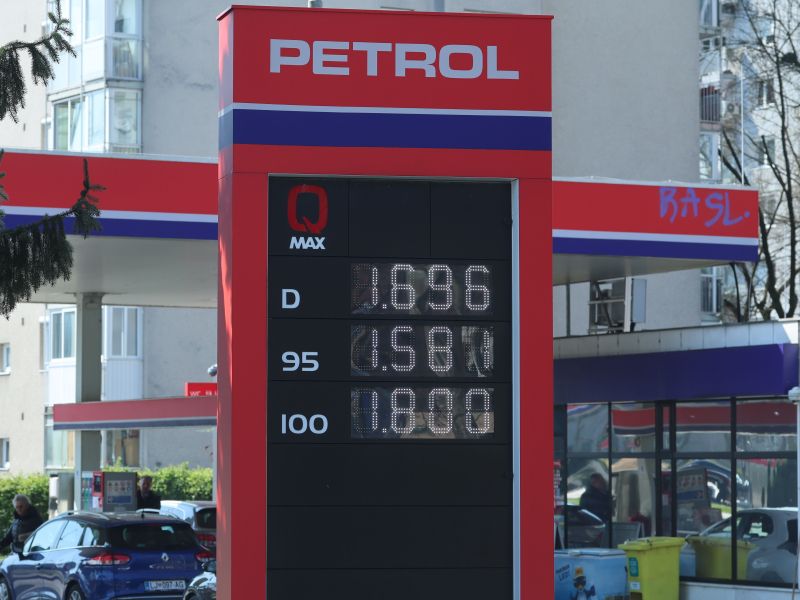 PETROL
RASL.
Q
MAX
D 1.696
95 1.581
100 1.800